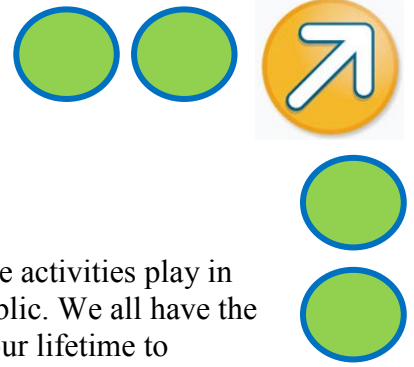 e activities play in
blic. We all have the
ur lifetime to